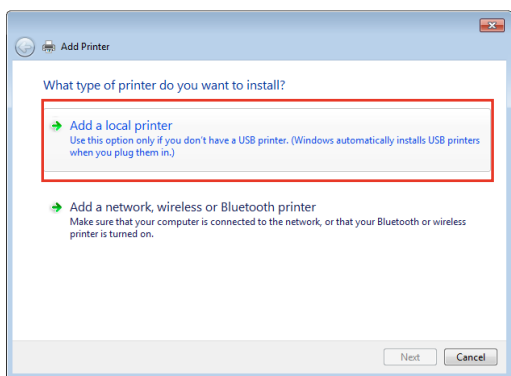 Add Printer
What type of printer do you want to install?
Add a local printer
Use this option only if you don't have a USB printer. (Windows automatically installs USB printers
when you plug them in.)
Add a network, wireless or Bluetooth printer
Make sure that your computer is connected to the network, or that your Bluetooth or wireless
printer is turned on.
Next Cancel